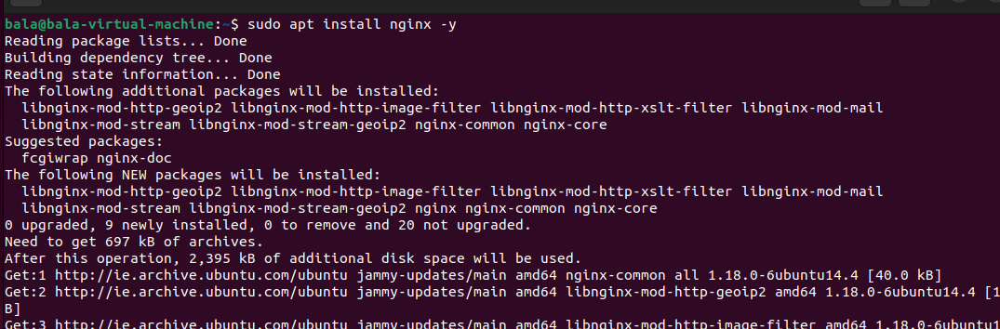 bala@bala-virtual-machine:~$ sudo apt install nginx -y
Reading package lists... Done
Building dependency tree... Done
Reading state information... Done
The following additional packages will be installed:
  libnginx-mod-http-geoip2 libnginx-mod-http-image-filter libnginx-mod-http-xslt-filter libnginx-mod-mail
  libnginx-mod-stream libnginx-mod-stream-geoip2 nginx-common nginx-core
Suggested packages:
  fcgiwrap nginx-doc
The following NEW packages will be installed:
  libnginx-mod-http-geoip2 libnginx-mod-http-image-filter libnginx-mod-http-xslt-filter libnginx-mod-mail
  libnginx-mod-stream libnginx-mod-stream-geoip2 nginx nginx-common nginx-core
0 upgraded, 9 newly installed, 0 to remove and 20 not upgraded.
Need to get 697 kB of archives.
After this operation, 2,395 kB of additional disk space will be used.
Get:1 http://ie.archive.ubuntu.com/ubuntu jammy-updates/main amd64 nginx-common all 1.18.0-6ubuntu14.4 [40.0 kB]
Get:2 http://ie.archive.ubuntu.com/ubuntu jammy-updates/main amd64 libnginx-mod-http-geoip2 amd64 1.18.0-6ubuntu14.4 [1
B]
Get:3 http://ie.archive.ubuntu.com/ubuntu jammy-updates/main amd64 libnginx-mod-http-image-filter amd64 1.18.0-6ubuntu1